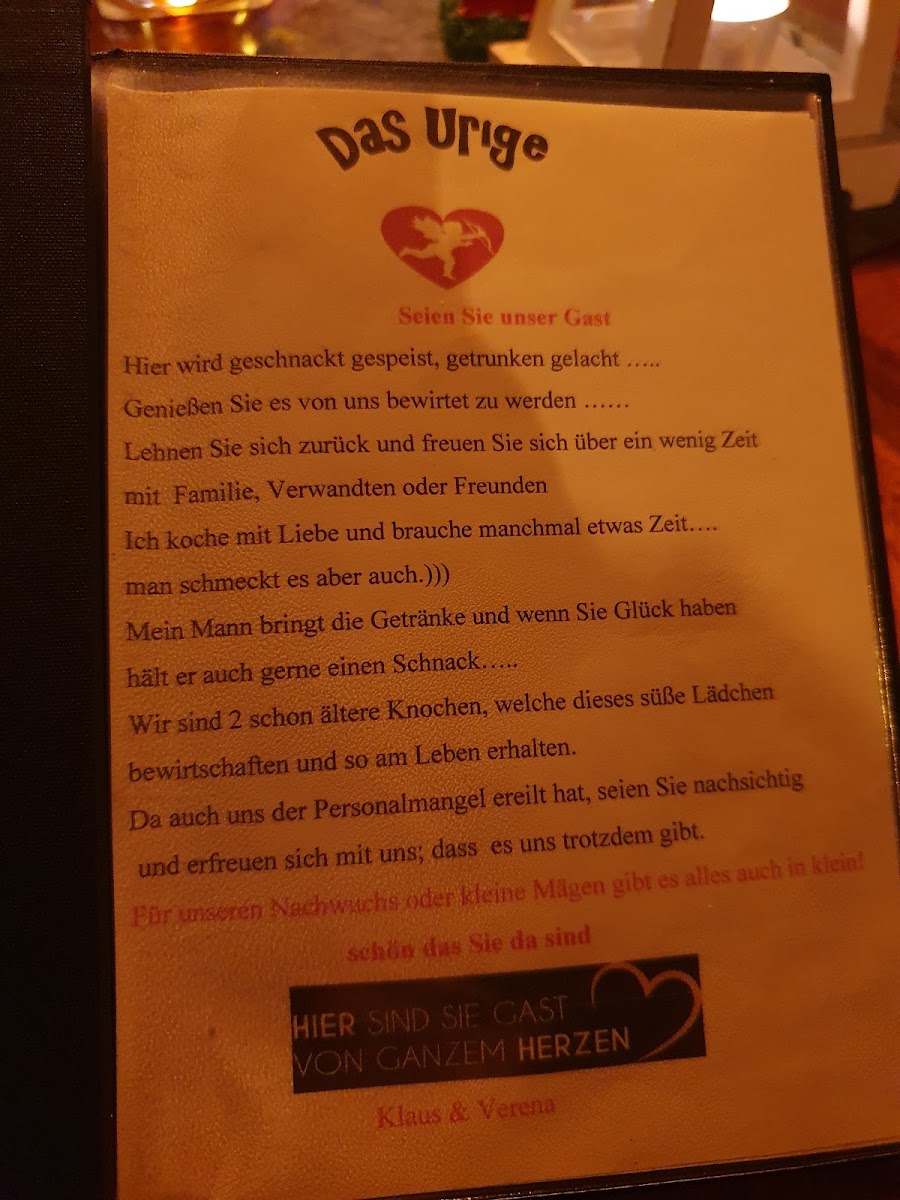 Das Urige
Seien Sie unser Gast
Hier wird geschnackt gespeist, getrunken gelacht …..
Genießen Sie es von uns bewirtet zu werden ……
Lehnen Sie sich zurück und freuen Sie sich über ein wenig Zeit
mit  Familie, Verwandten oder Freunden
Ich koche mit Liebe und brauche manchmal etwas Zeit….
man schmeckt es aber auch.)))
Mein Mann bringt die Getränke und wenn Sie Glück haben
hält er auch gerne einen Schnack…..
Wir sind 2 schon ältere Knochen, welche dieses süße Lädchen
bewirtschaften und so am Leben erhalten.
Da auch uns der Personalmangel ereilt hat, seien Sie nachsichtig
und erfreuen sich mit uns; dass  es uns trotzdem gibt.
Für unseren Nachwuchs oder kleine Mägen gibt es alles auch in klein!
schön das Sie da sind
HIER SIND SIE GAST
VON GANZEM HERZEN
Klaus & Verena